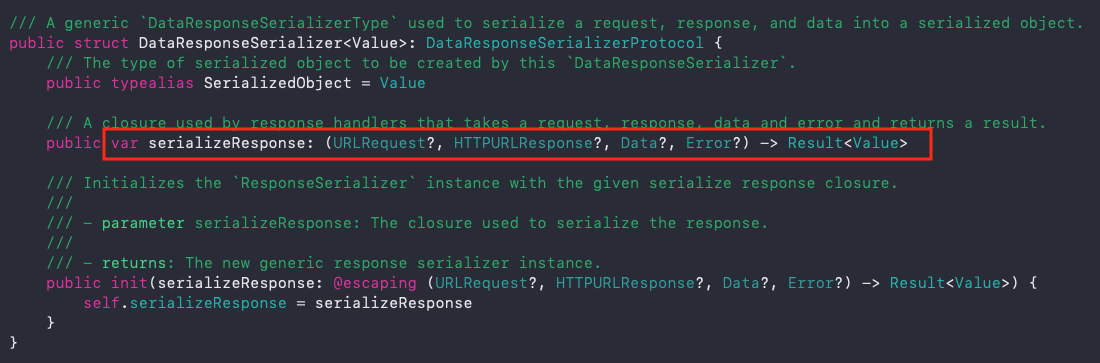 /// A generic `DataResponseSerializerType` used to serialize a request, response, and data into a serialized object.
public struct DataResponseSerializer<Value>: DataResponseSerializerProtocol {
    /// The type of serialized object to be created by this `DataResponseSerializer`.
    public typealias SerializedObject = Value
    /// A closure used by response handlers that takes a request, response, data and error and returns a result.
    public var serializeResponse: (URLRequest?, HTTPURLResponse?, Data?, Error?) -> Result<Value>
    /// Initializes the `ResponseSerializer` instance with the given serialize response closure.
    ///
    /// - parameter serializeResponse: The closure used to serialize the response.
    ///
    /// - returns: The new generic response serializer instance.
    public init(serializeResponse: @escaping (URLRequest?, HTTPURLResponse?, Data?, Error?) -> Result<Value>) {
        self.serializeResponse = serializeResponse
    }
}